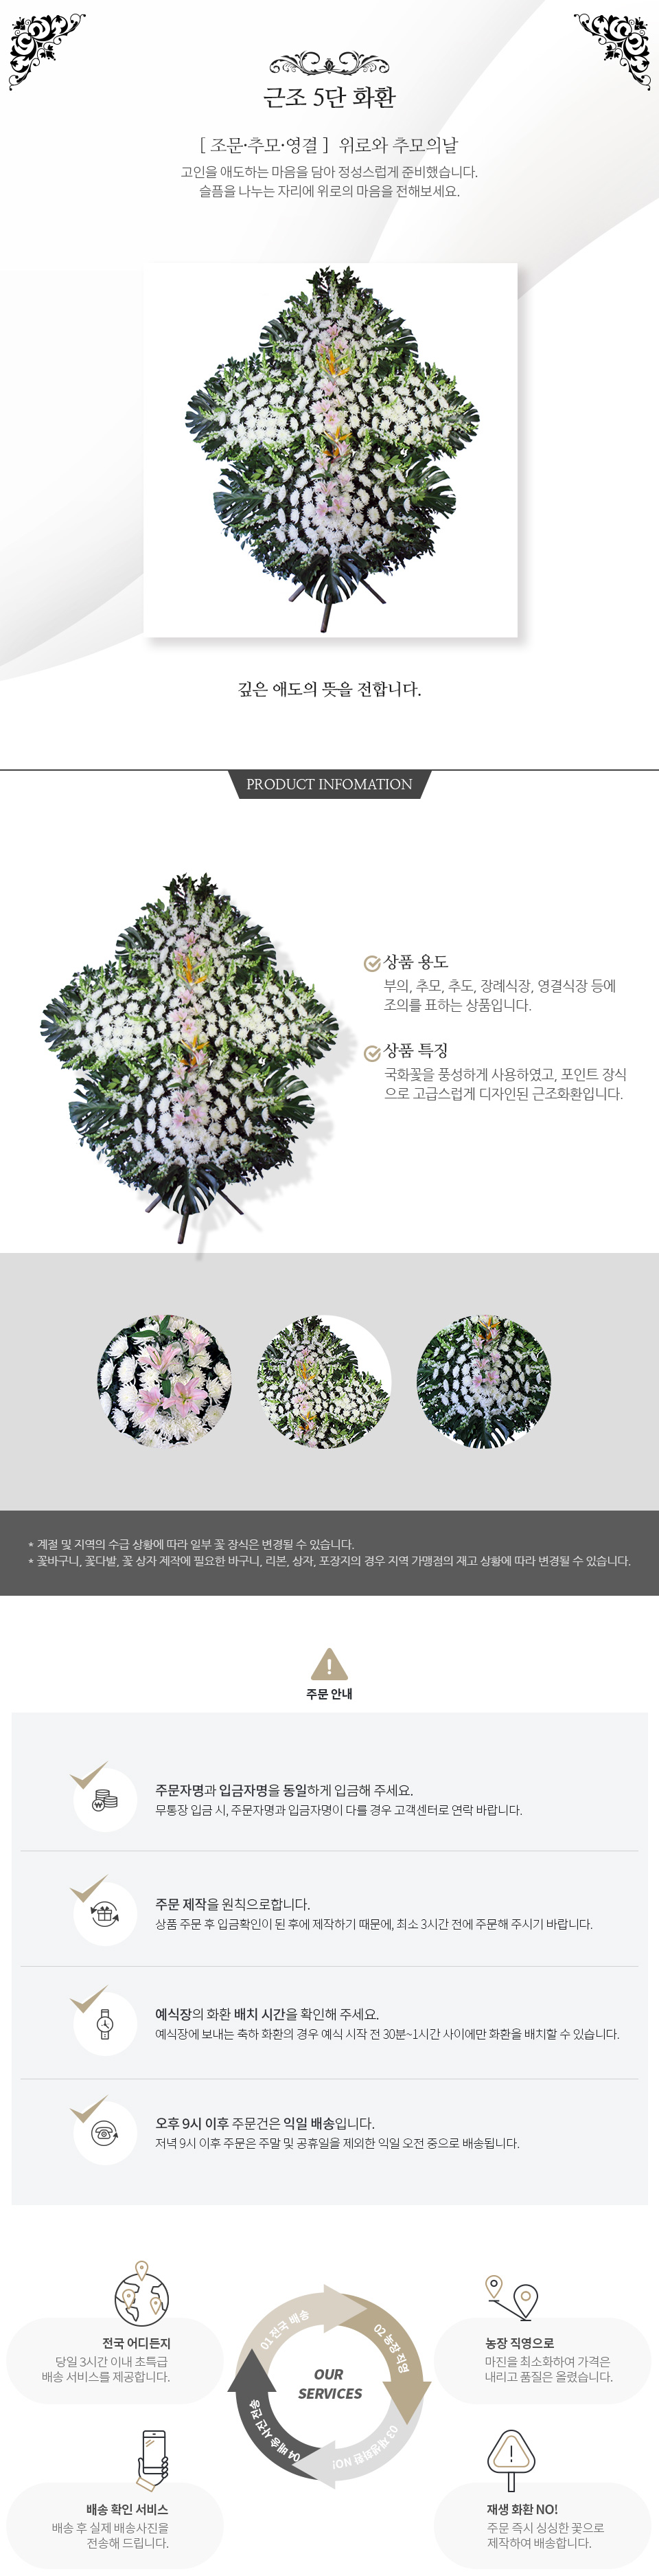 근조 5단 화환
[ 조문·추모·영결 ] 위로와 추모의날
고인을 애도하는 마음을 담아 정성스럽게 준비했습니다.
슬픔을 나누는 자리에 위로의 마음을 전해보세요.
깊은 애도의 뜻을 전합니다.
PRODUCT INFOMATION
상품 용도
부의, 추모, 추도, 장례식장, 영결식장 등에
조의를 표하는 상품입니다.
상품 특징
국화꽃을 풍성하게 사용하였고, 포인트 장식
으로 고급스럽게 디자인된 근조화환입니다.
* 계절 및 지역의 수급 상황에 따라 일부 꽃 장식은 변경될 수 있습니다.
* 꽃바구니, 꽃다발, 꽃 상자 제작에 필요한 바구니, 리본, 상자, 포장지의 경우 지역 가맹점의 재고 상황에 따라 변경될 수 있습니다.
주문 안내
주문자명과 입금자명을 동일하게 입금해 주세요.
무통장 입금 시, 주문자명과 입금자명이 다를 경우 고객센터로 연락 바랍니다.
주문 제작을 원칙으로합니다.
상품 주문 후 입금확인이 된 후에 제작하기 때문에, 최소 3시간 전에 주문해 주시기 바랍니다.
예식장의 화환 배치 시간을 확인해 주세요.
예식장에 보내는 축하 화환의 경우 예식 시작 전 30분~1시간 사이에만 화환을 배치할 수 있습니다.
오후 9시 이후 주문건은 익일 배송입니다.
저녁 9시 이후 주문은 주말 및 공휴일을 제외한 익일 오전 중으로 배송됩니다.
전국 어디든지
당일 3시간 이내 초특급
배송 서비스를 제공합니다.
01 전국 배송
02 농장 직영
OUR
SERVICES
03 재생화환 NO!
04 배송 사진 전송
농장 직영으로
마진을 최소화하여 가격은
내리고 품질은 올렸습니다.
배송 확인 서비스
배송 후 실제 배송사진을
전송해 드립니다.
재생 화환 NO!
주문 즉시 싱싱한 꽃으로
제작하여 배송합니다.